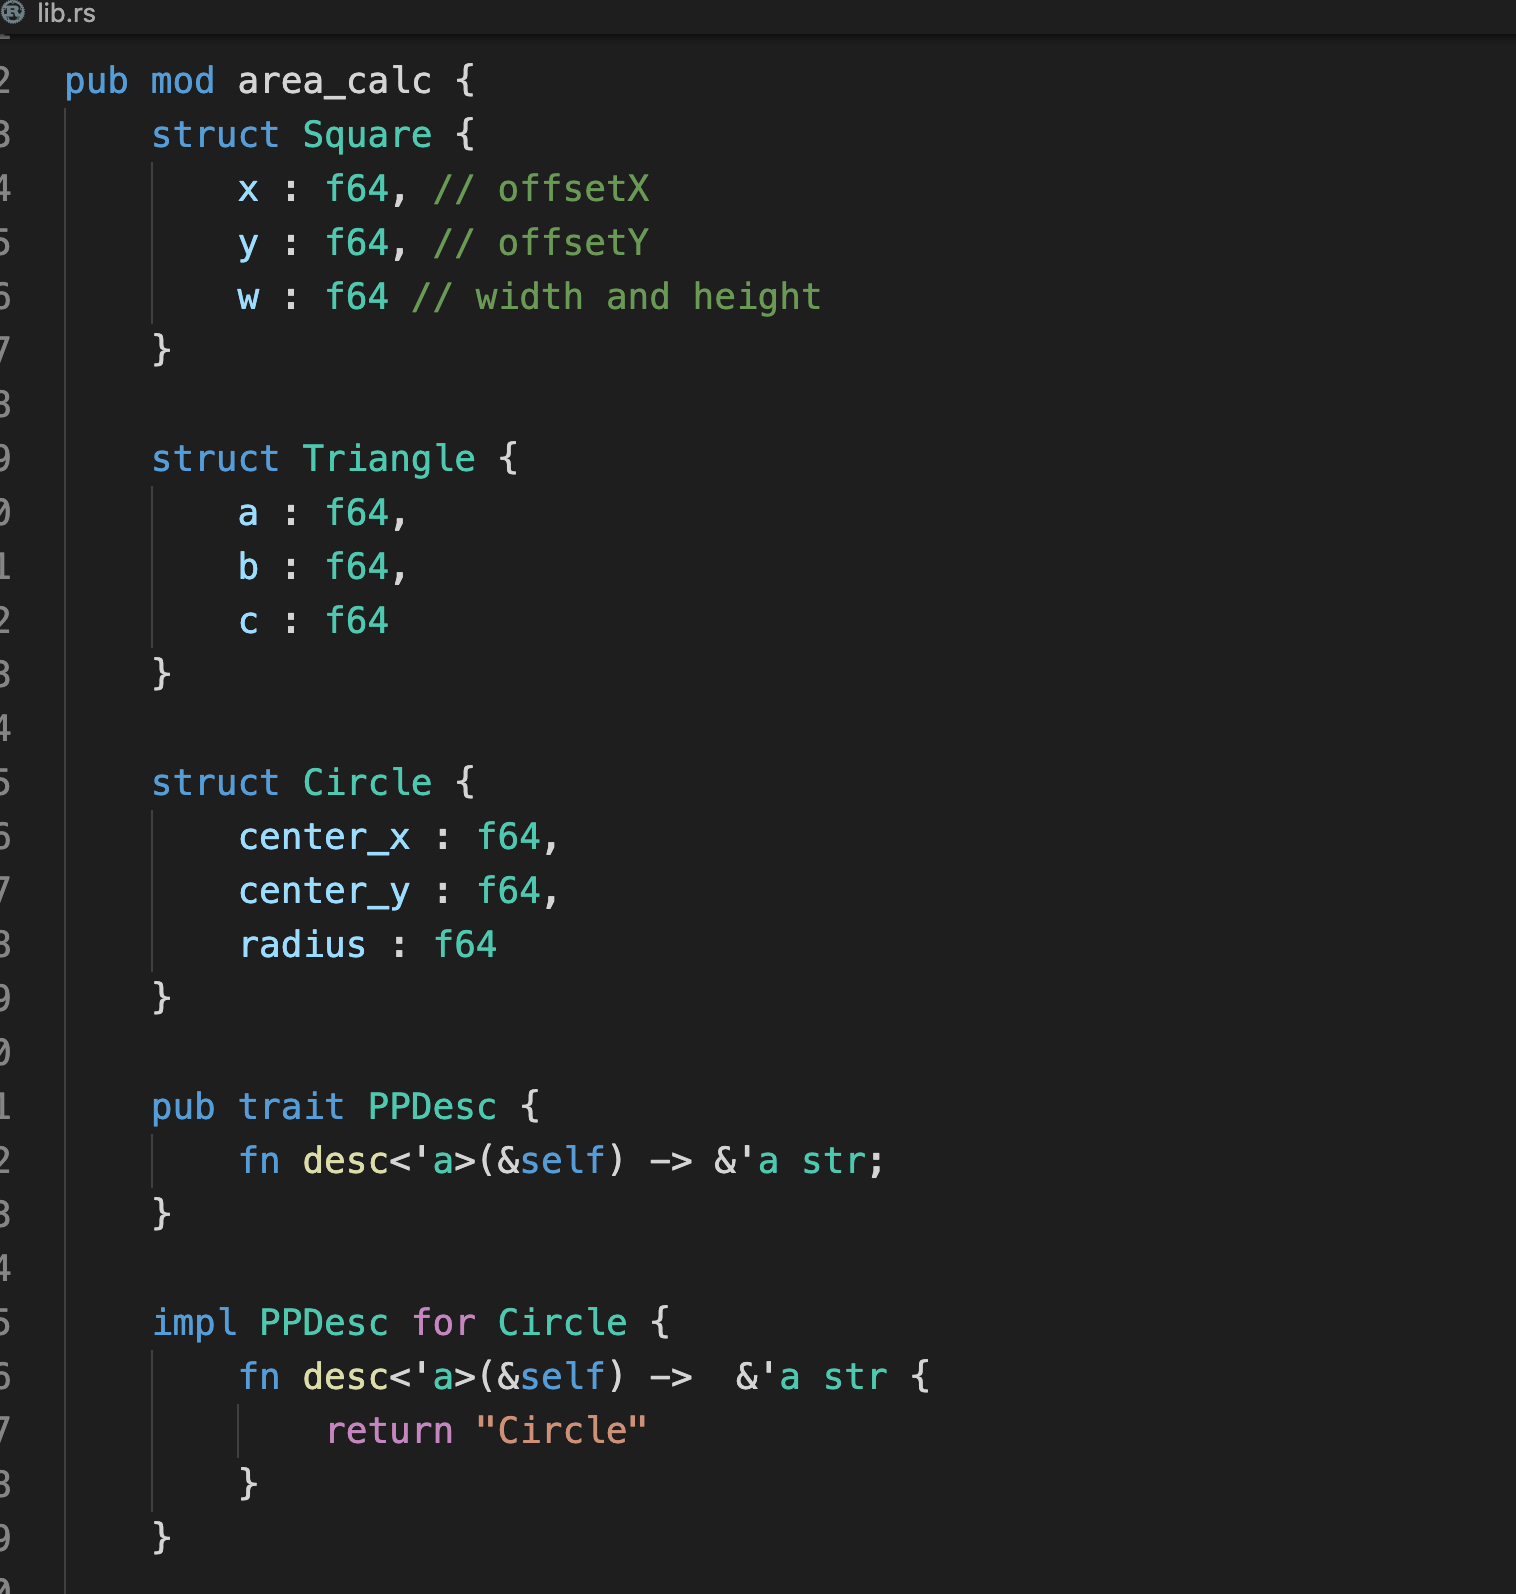 lib.rs
2 pub mod area_calc {
3 struct Square {
4 x : f64, // offsetX
5 y : f64, // offsetY
6 w : f64 // width and height
7 }
8
9 struct Triangle {
0 a : f64,
1 b : f64,
2 c : f64
3 }
4
5 struct Circle {
6 center_x : f64,
7 center_y : f64,
8 radius : f64
9 }
0
1 pub trait PPDesc {
2 fn desc<'a>(&self) -> &'a str;
3 }
4
5 impl PPDesc for Circle {
6 fn desc<'a>(&self) ->  &'a str {
7 return "Circle"
8 }
9 }
0